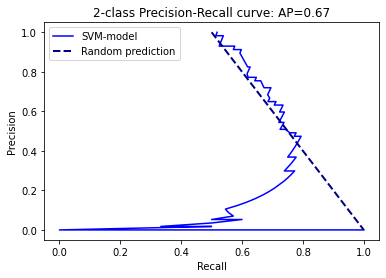 2-class Precision-Recall curve: AP=0.67
SVM-model
Random prediction
1.0
0.8
0.6
0.4
0.2
0.0
Precision
0.0 0.2 0.4 0.6 0.8 1.0
Recall